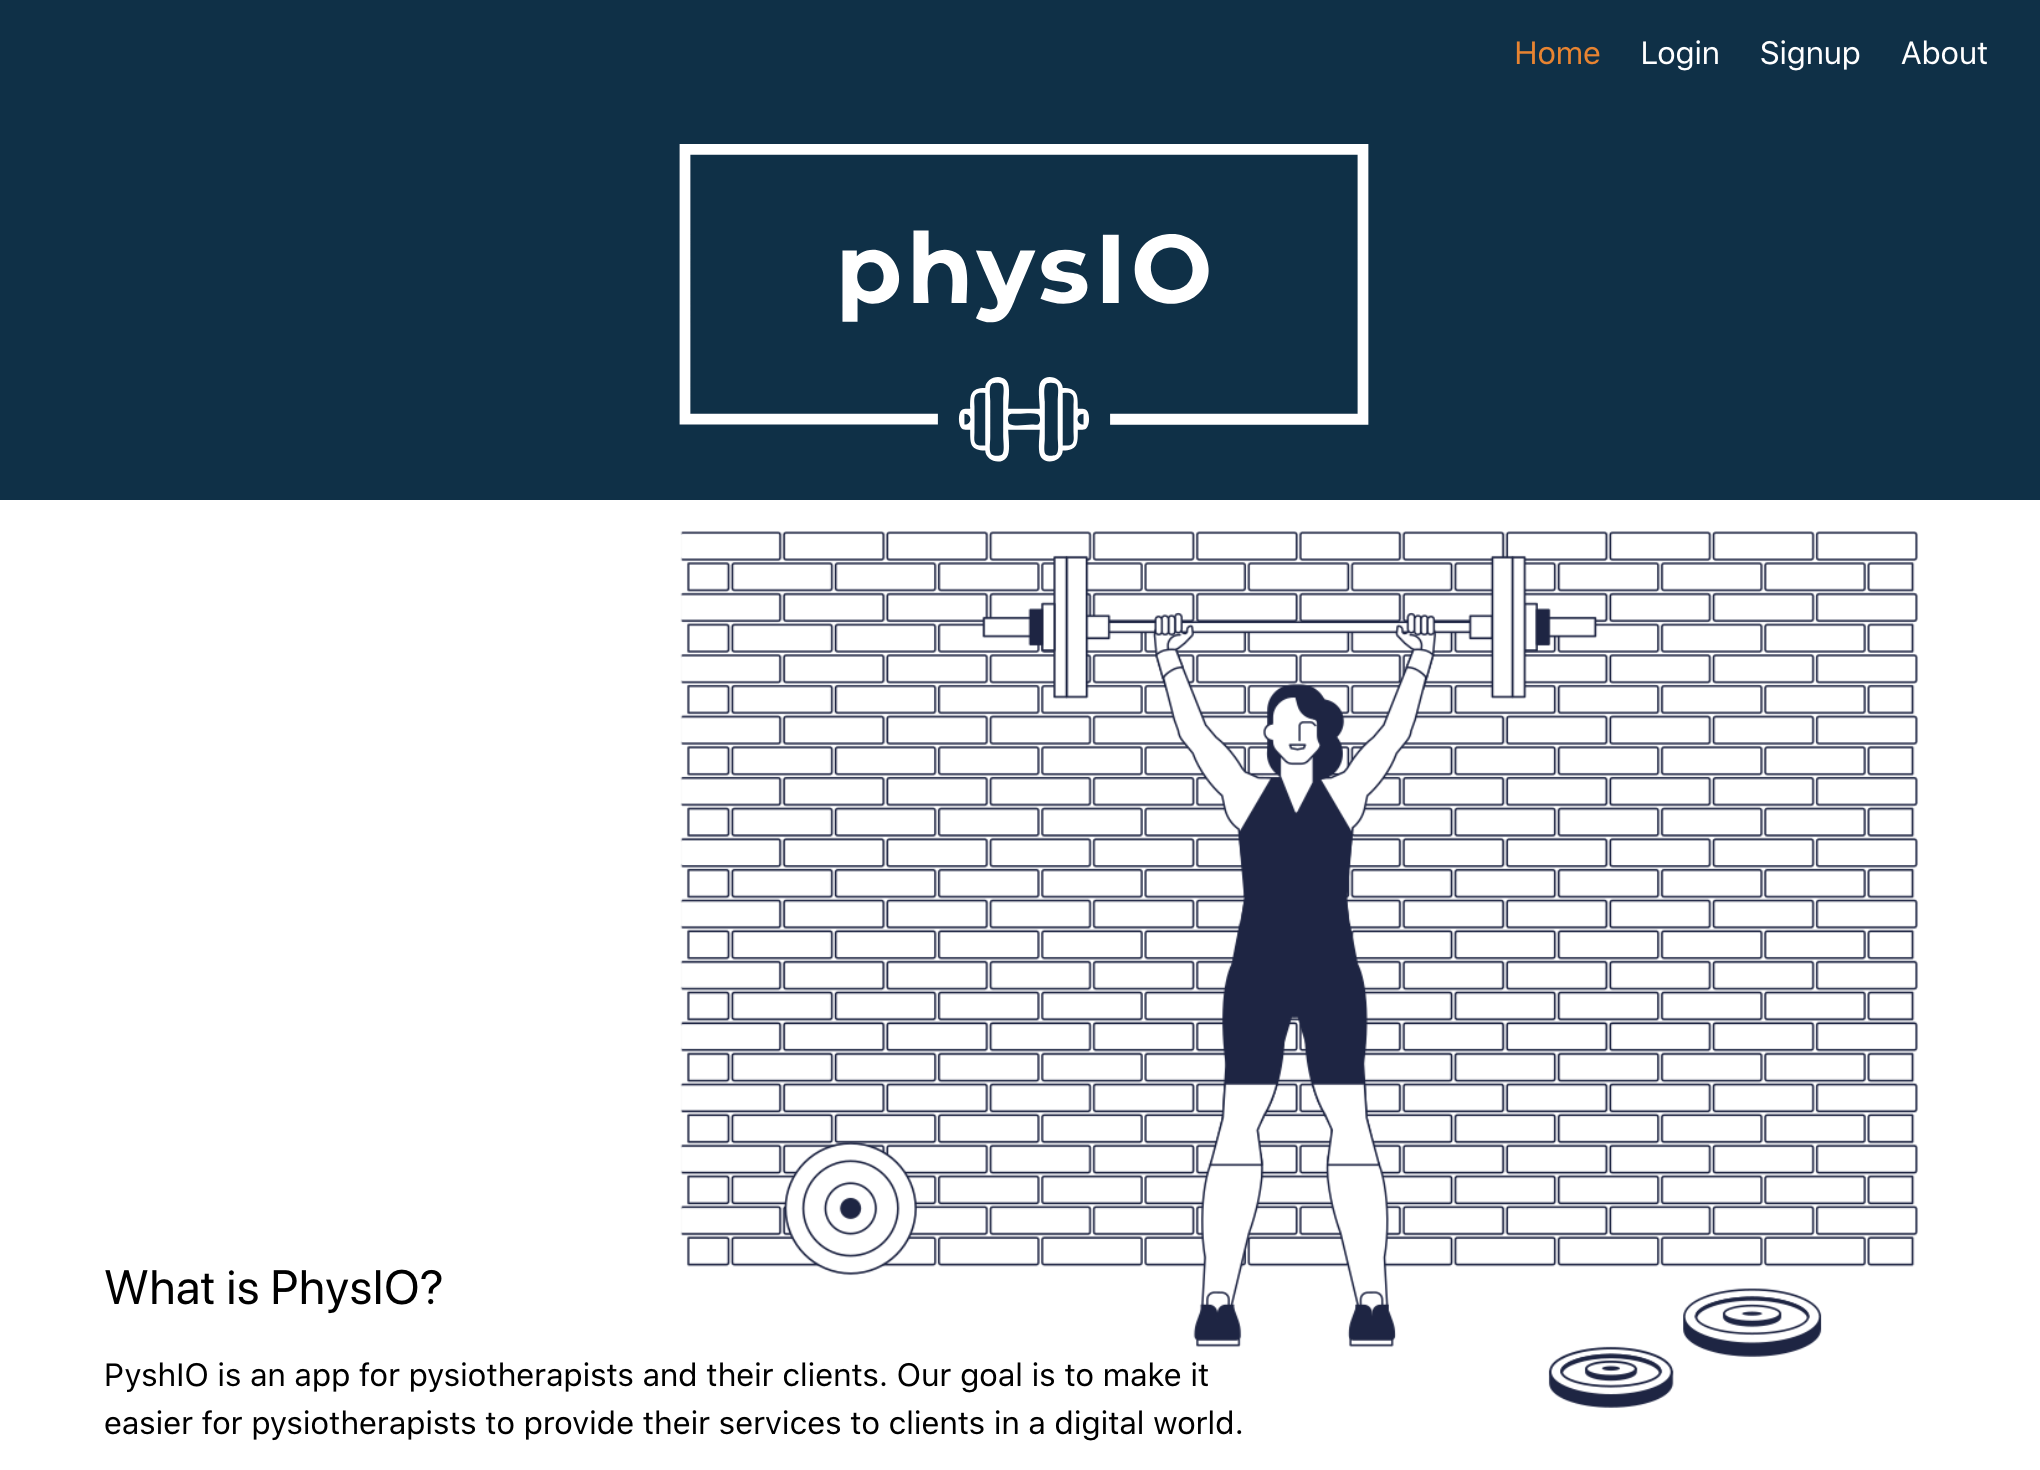 Home Login Signup About
physIO
What is PhysIO?
PyshIO is an app for pysiotherapists and their clients. Our goal is to make it
easier for pysiotherapists to provide their services to clients in a digital world.